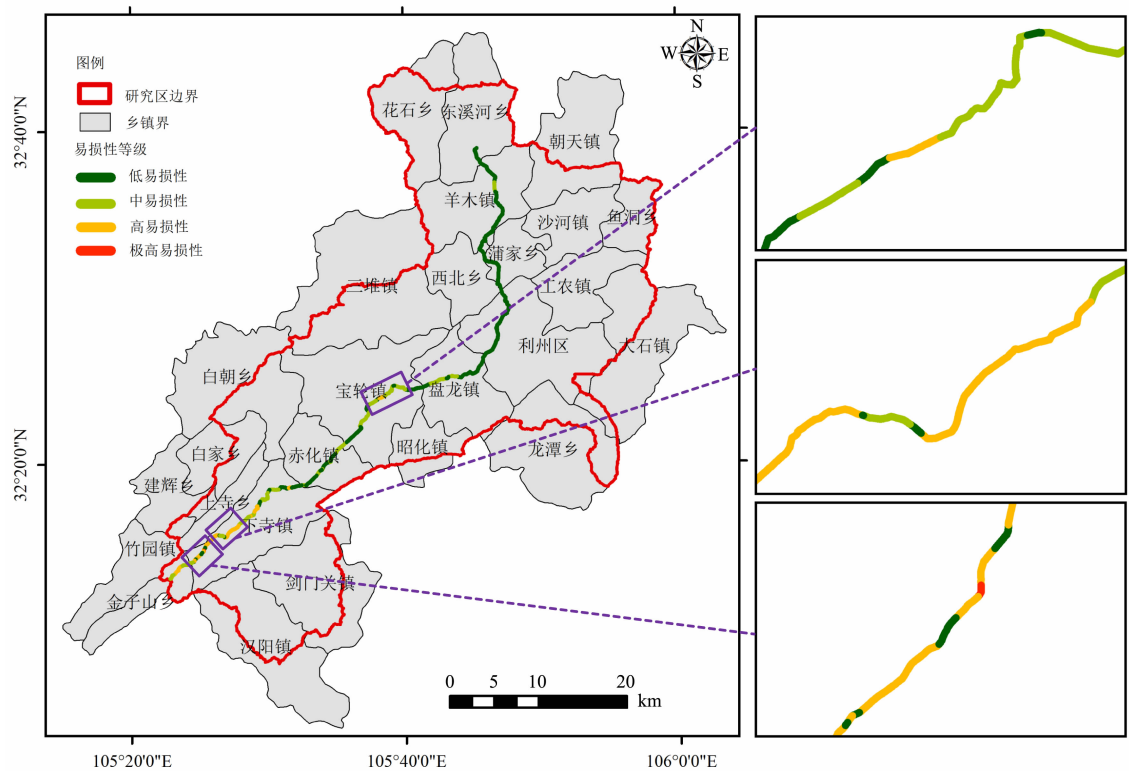 N
W E
S
图例
研究区边界
乡镇界
易损性等级
低易损性
中易损性
高易损性
极高易损性
32°40'0"N
32°20'0"N
花石乡
东溪河乡
朝天镇
羊木镇
沙河镇
鱼洞乡
蒲家乡
西北乡
三堆镇
工农镇
利州区
大石镇
白朝乡
宝轮镇
盘龙镇
昭化镇
龙潭乡
白家乡
赤化镇
建辉乡
上寺乡
下寺镇
竹园镇
剑门关镇
金子山乡
汉阳镇
0 5 10 20
km
105°20'0"E
105°40'0"E
106°0'0"E